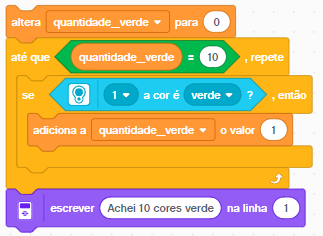 altera quantidade_verde para 0
até que quantidade_verde = 10 , repete
se 1 a cor é verde ? , então
adiciona a quantidade_verde o valor 1
escrever Achei 10 cores verde na linha 1